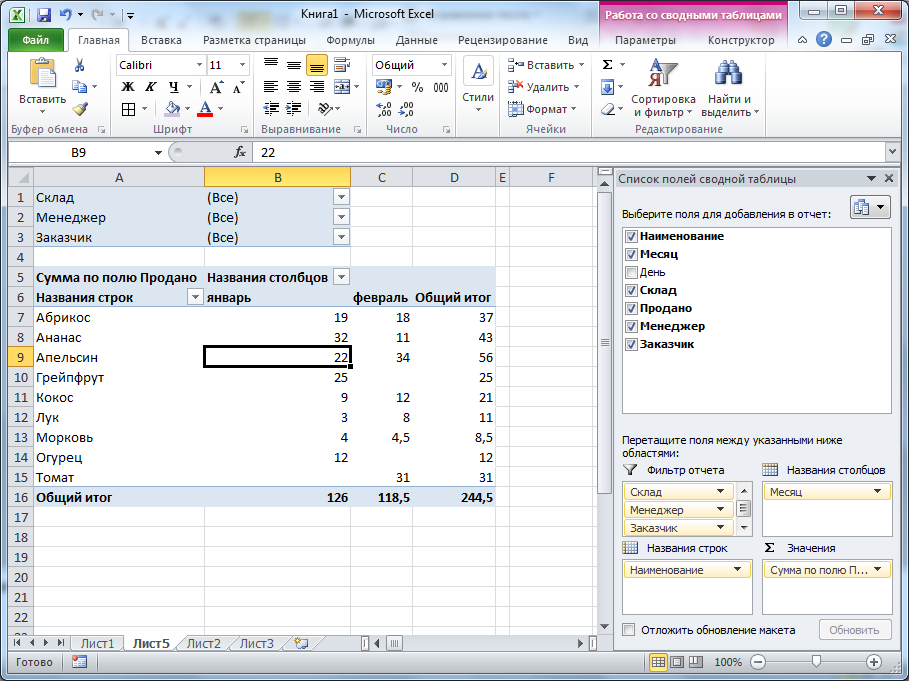 Книга1 - Microsoft Excel
Работа со сводными таблицами
Файл Главная Вставка Разметка страницы Формулы Данные Рецензирование Вид Параметры Конструктор
Calibri 11 Общий
Вставить
Ж К Ч
А А
% 000
Стили
Вставить
Удалить
Формат
Σ
Сортировка и фильтр
Найти и выделить
Буфер обмена Шрифт Выравнивание Число Ячейки Редактирование
B9 fx 22
A B C D E F
1 Склад (Все)
2 Менеджер (Все)
3 Заказчик (Все)
4
5 Сумма по полю Продано Названия столбцов
6 Названия строк январь февраль Общий итог
7 Абрикос 19 18 37
8 Ананас 32 11 43
9 Апельсин 22 34 56
10 Грейпфрут 25 25
11 Кокос 9 12 21
12 Лук 3 8 11
13 Морковь 4 4,5 8,5
14 Огурец 12 12
15 Томат 31 31
16 Общий итог 126 118,5 244,5
17
18
19
20
21
22
Список полей сводной таблицы
Выберите поля для добавления в отчет:
Наименование
Месяц
День
Склад
Продано
Менеджер
Заказчик
Перетащите поля между указанными ниже
областями:
Фильтр отчета Названия столбцов
Склад Месяц
Менеджер
Заказчик
Названия строк Σ Значения
Наименование Сумма по полю П...
Отложить обновление макета Обновить
Лист1 Лист5 Лист2 Лист3
Готово 100%